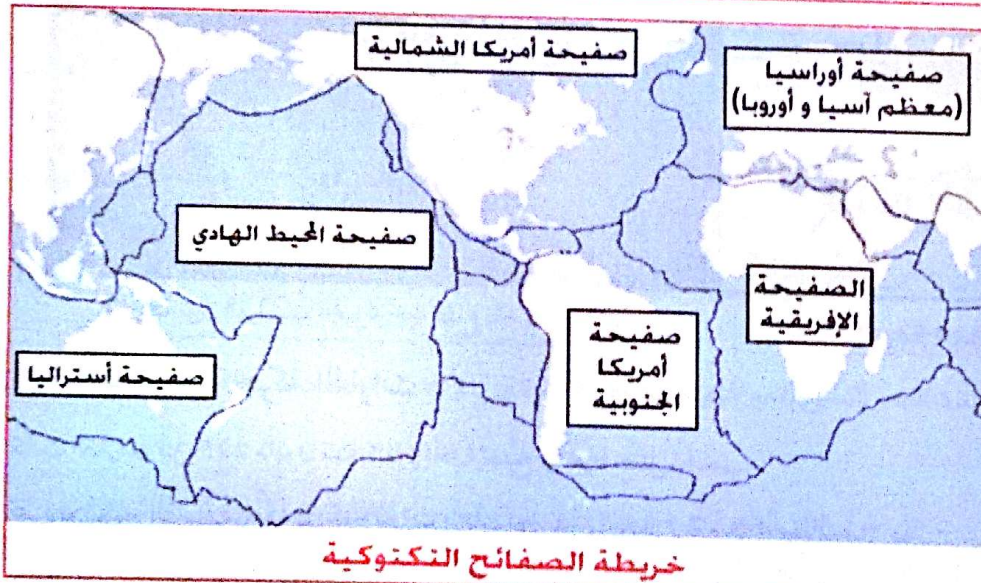 صفيحة أمريكا الشمالية
صفيحة أوراسيا
(معظم آسيا و أوروبا)
صفيحة المحيط الهادي
الصفيحة
الإفريقية
صفيحة
أمريكا
الجنوبية
صفيحة أستراليا
خريطة الصفائح التكتوكية